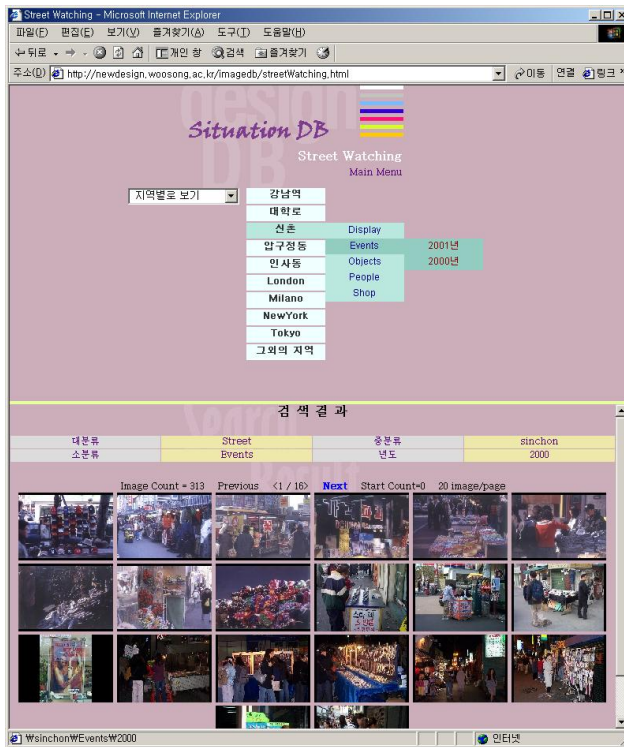 Street Watching - Microsoft Internet Explorer
파일(F) 편집(E) 보기(V) 즐겨찾기(A) 도구(T) 도움말(H)
뒤로 개인 창 검색 즐겨찾기
주소(D) http://newdesign.woosong.ac.kr/imagedb/streetWatching.html 이동 연결 링크 »
design
DB
Situation DB
Street Watching
Main Menu
지역별로 보기
강남역
대학로
신촌 Display
압구정동 Events 2001년
인사동 Objects 2000년
London People
Milano Shop
NewYork
Tokyo
그외의 지역
Search
Result
검 색 결 과
대분류 Street 중분류 sinchon
소분류 Events 년도 2000
Image Count = 313 Previous <1 / 16> Next Start Count=0 20 image/page
₩sinchon₩Events₩2000 인터넷